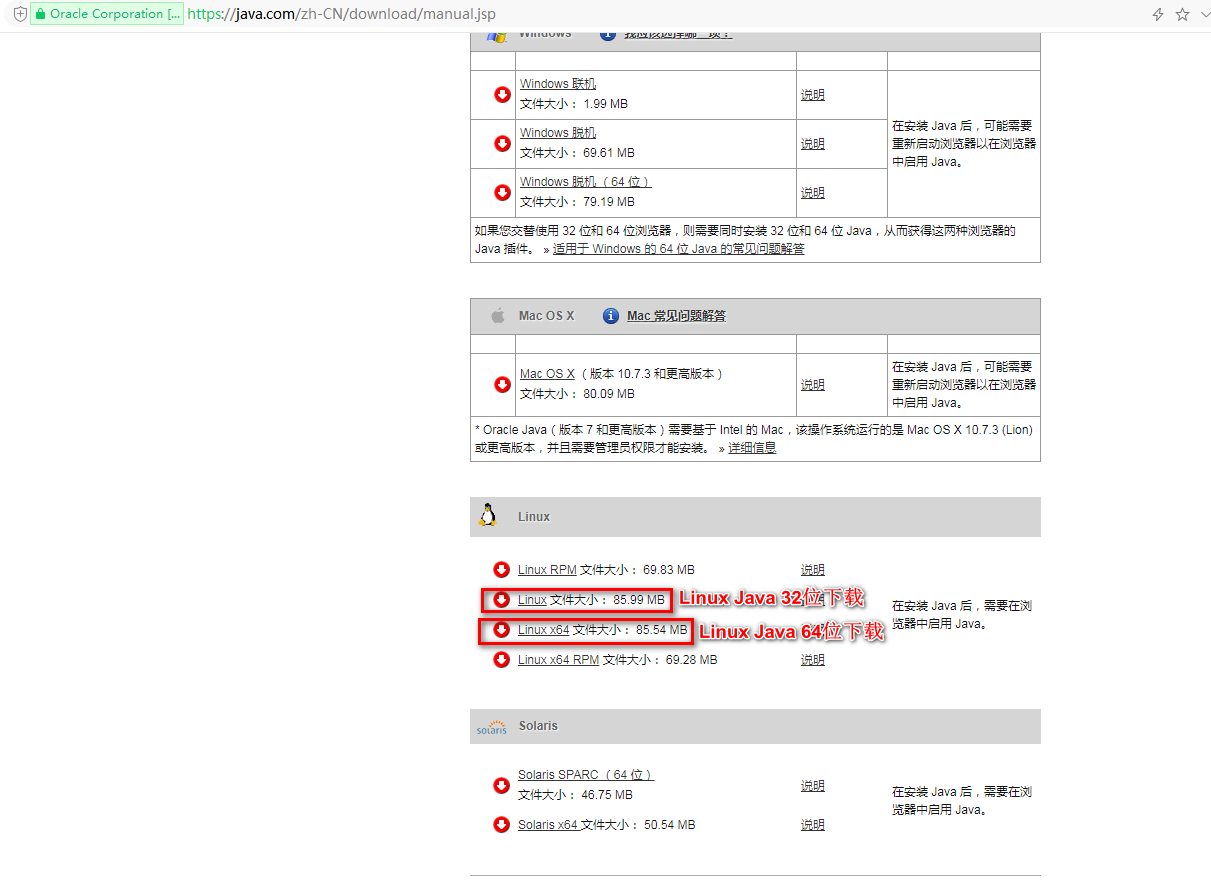 Oracle Corporation [... https://java.com/zh-CN/download/manual.jsp
Windows 我应该选择哪一项？
Windows 联机
文件大小： 1.99 MB
说明
Windows 脱机
文件大小： 69.61 MB
说明
Windows 脱机（64 位）
文件大小： 79.19 MB
说明
在安装 Java 后，可能需要
重新启动浏览器以在浏览器
中启用 Java。
如果您交替使用 32 位和 64 位浏览器，则需要同时安装 32 位和 64 位 Java，从而获得这两种浏览器的
Java 插件。 » 适用于 Windows 的 64 位 Java 的常见问题解答
Mac OS X Mac 常见问题解答
Mac OS X（版本 10.7.3 和更高版本）
文件大小： 80.09 MB
说明
在安装 Java 后，可能需要
重新启动浏览器以在浏览器
中启用 Java。
* Oracle Java（版本 7 和更高版本）需要基于 Intel 的 Mac，该操作系统运行的是 Mac OS X 10.7.3 (Lion)
或更高版本，并且需要管理员权限才能安装。 » 详细信息
Linux
Linux RPM 文件大小： 69.83 MB 说明
Linux 文件大小： 85.99 MB Linux Java 32位下载
Linux x64 文件大小： 85.54 MB Linux Java 64位下载
Linux x64 RPM 文件大小： 69.28 MB 说明
在安装 Java 后，需要在浏
览器中启用 Java。
solaris Solaris
Solaris SPARC（64 位）
文件大小： 46.75 MB
说明
Solaris x64 文件大小： 50.54 MB 说明
在安装 Java 后，需要在浏
览器中启用 Java。